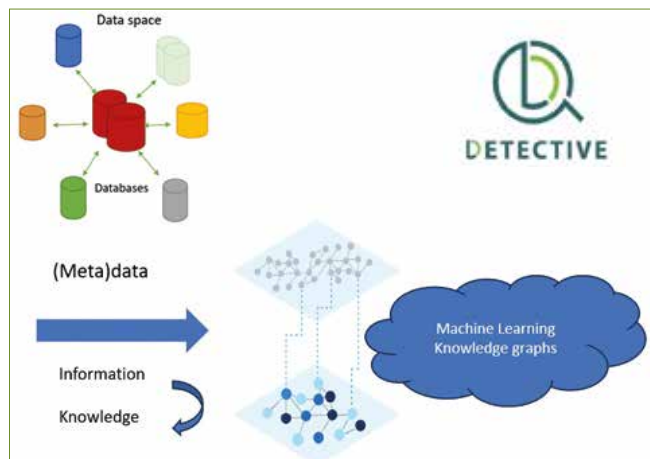 Data space
DETECTIVE
Databases
(Meta)data
Machine Learning
Knowledge graphs
Information
Knowledge